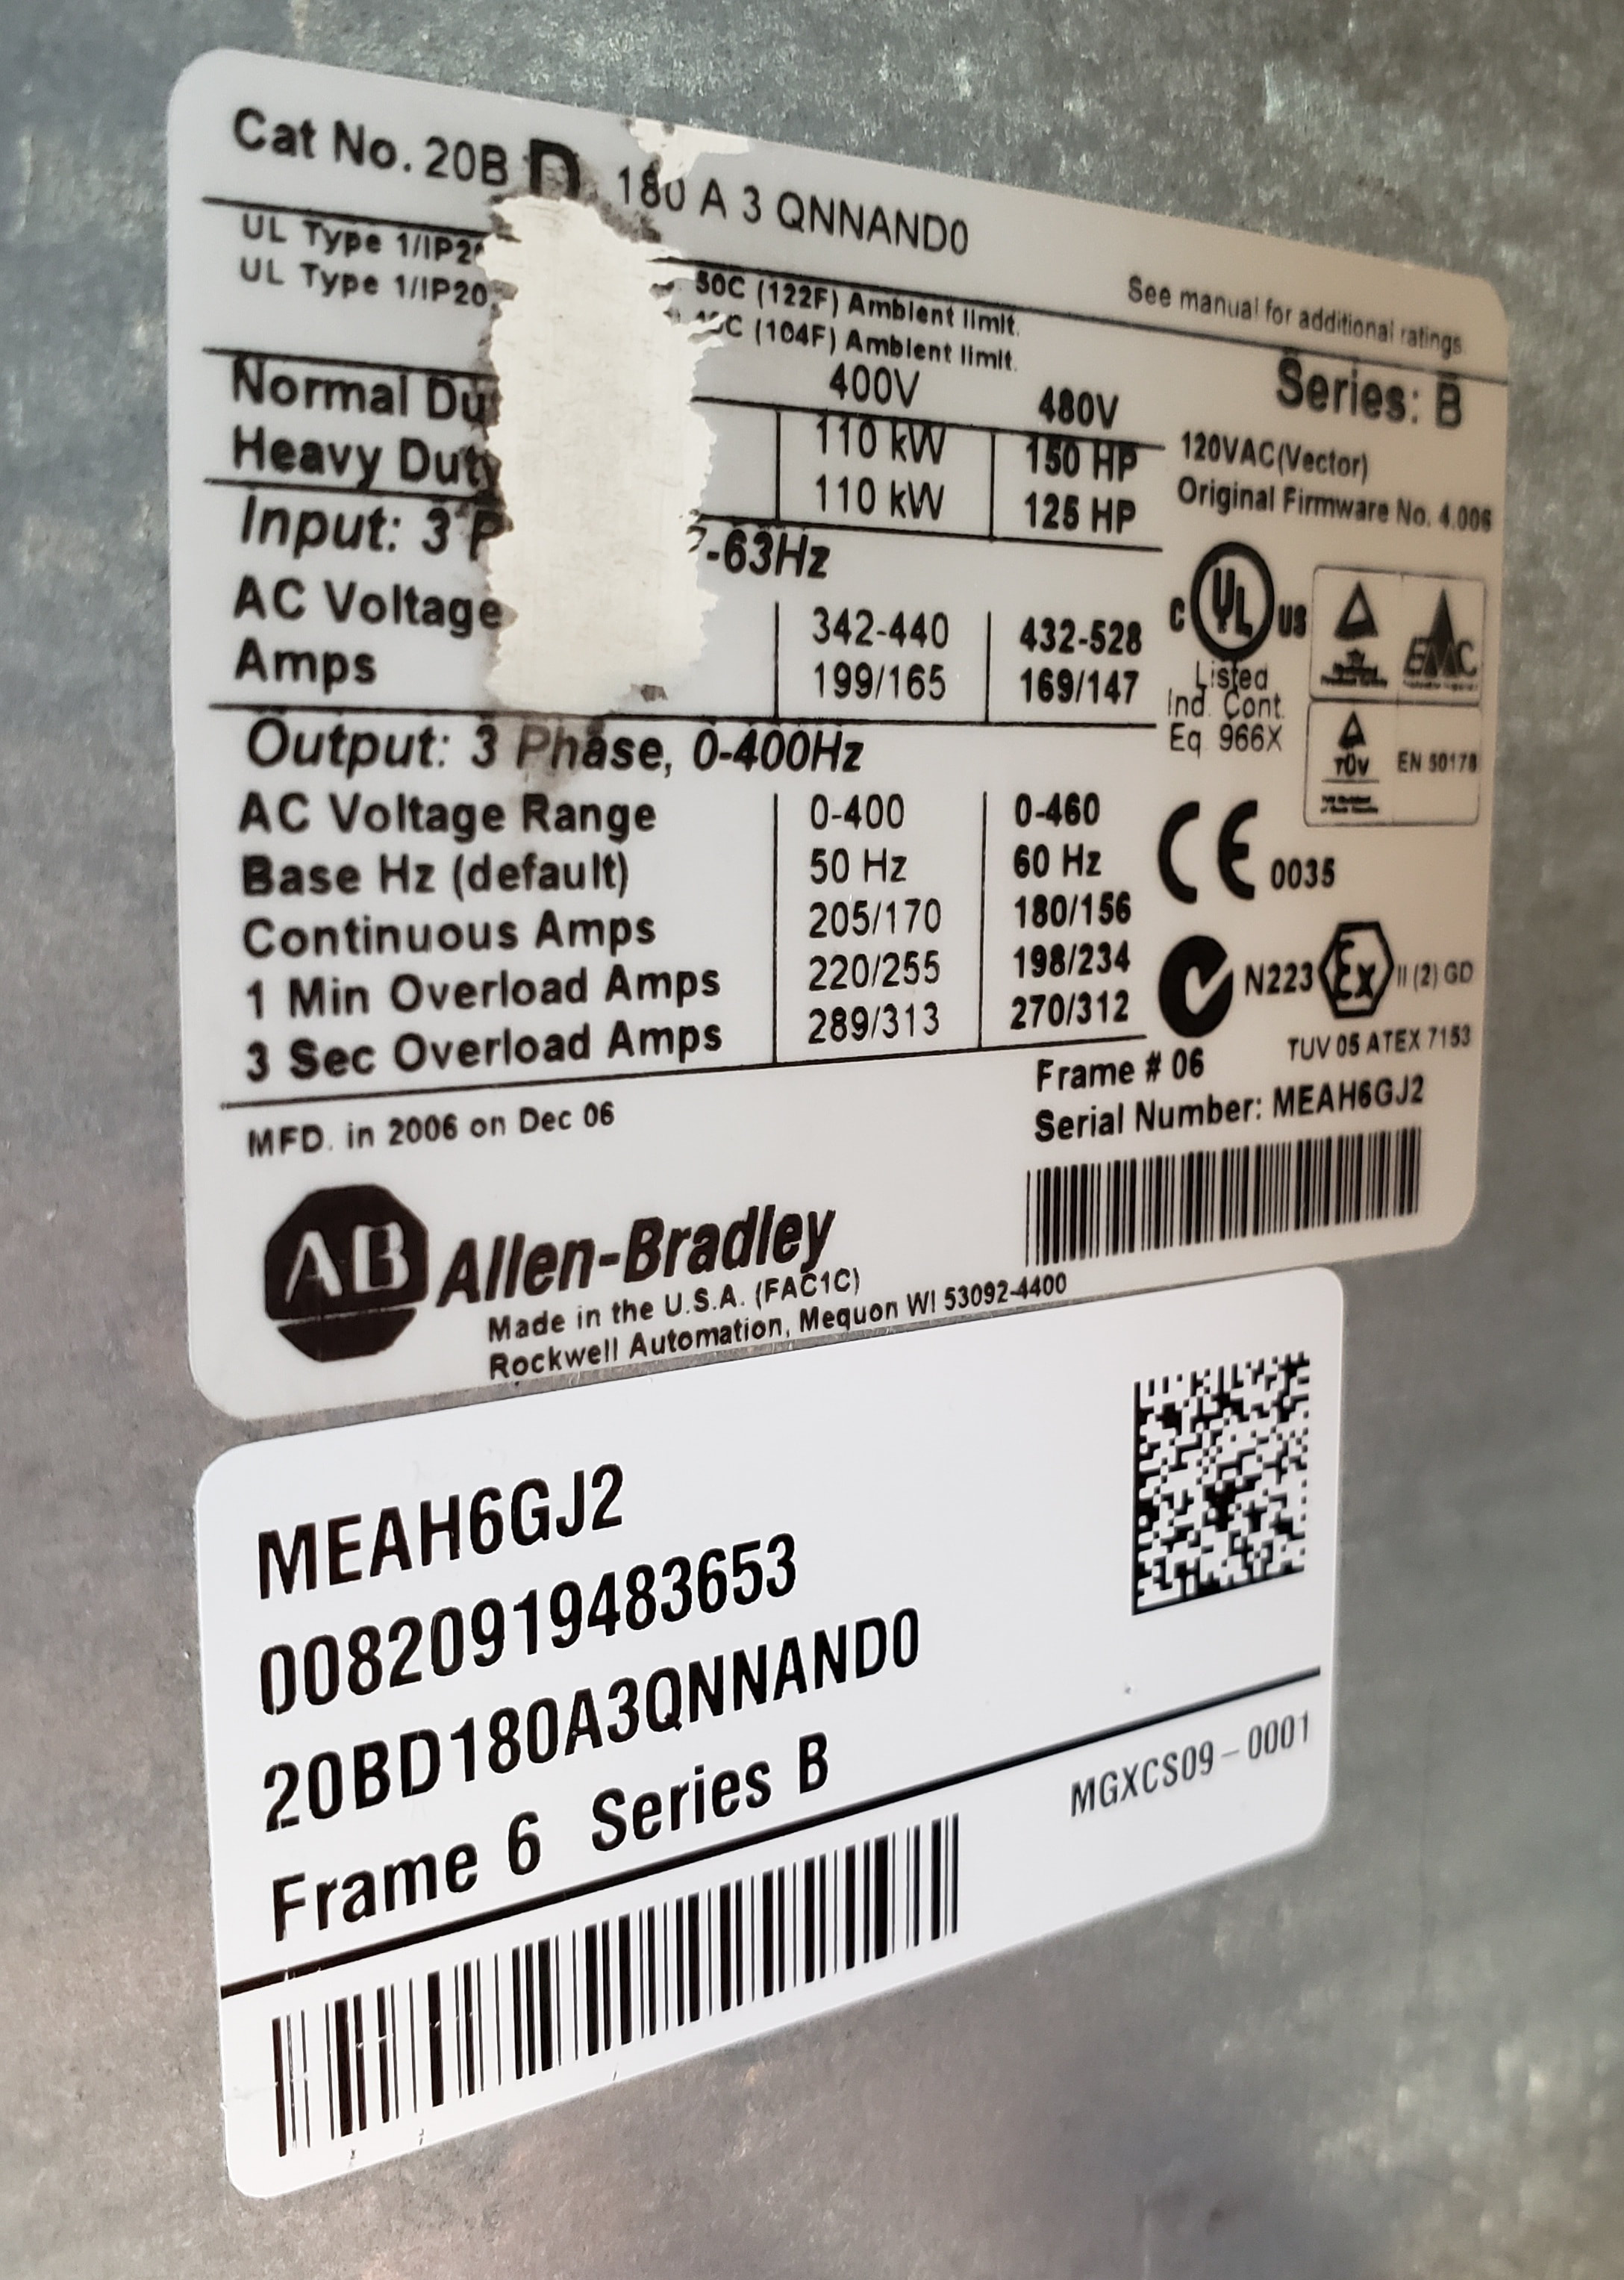 Cat No. 20B D 180 A 3 QNNAND0
UL Type 1/IP2 50C (122F) Ambient limit.
UL Type 1/IP20 C (104F) Ambient limit.
See manual for additional ratings.
400V 480V
Series: B
Normal Du 110 kW 150 HP
Heavy Duty 110 kW 125 HP
120VAC(Vector)
Original Firmware No. 4.006
Input: 3 P -63Hz
AC Voltage 342-440 432-528
Amps 199/165 169/147
C UL US
Listed
Ind. Cont.
Eq. 966X
EMC
TÜV
EN 50178
Output: 3 Phase, 0-400Hz
AC Voltage Range 0-400 0-460
Base Hz (default) 50 Hz 60 Hz
Continuous Amps 205/170 180/156
1 Min Overload Amps 220/255 198/234
3 Sec Overload Amps 289/313 270/312
CE 0035
N223 Ex II (2) GD
TUV 05 ATEX 7153
Frame # 06
Serial Number: MEAH6GJ2
MFD. in 2006 on Dec 06
AB Allen-Bradley
Made in the U.S.A. (FAC1C)
Rockwell Automation, Mequon WI 53092-4400
MEAH6GJ2
00820919483653
20BD180A3QNNAND0
Frame 6 Series B
MGXCS09-0001